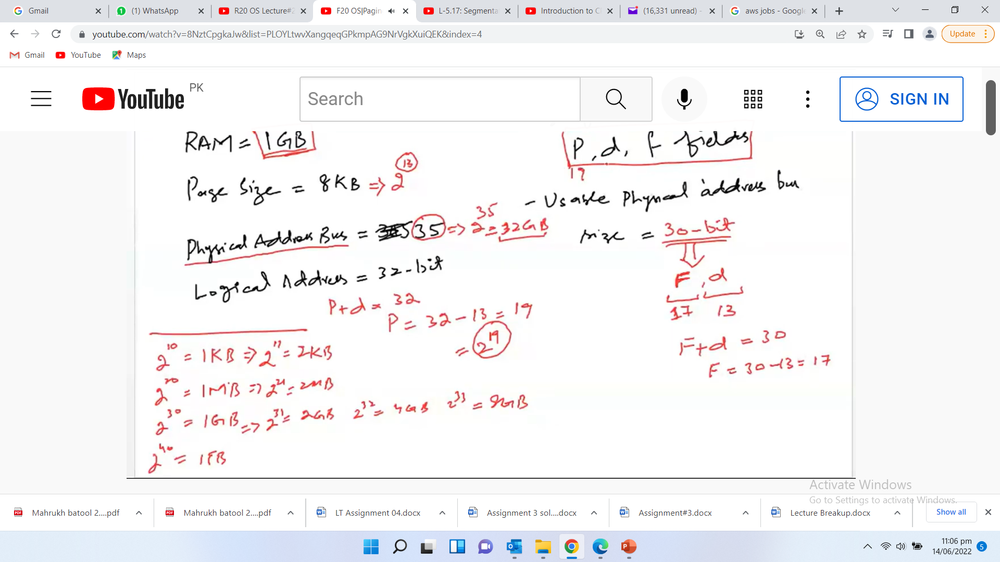 Gmail (1) WhatsApp R20 OS Lecture#2 F20 OS|Pagin L-5.17: Segmenta Introduction to C (16,331 unread) - aws jobs - Google
youtube.com/watch?v=8NztCpgkaJw&list=PLOYLtwvXangqeqGPkmpAG9NrVgkXuiQEK&index=4
Update
Gmail YouTube Maps
YouTube PK
Search
SIGN IN
RAM = 1GB
P, d, F fields
17
Page Size = 8KB => 2^13
- Usable Physical address bus
size = 30-bit
Physical Address Bus = 35 => 2^35 = 32GB
Logical Address = 32-bit
F, d
17 13
P+d = 32
P = 32-13 = 19
= 2^19
F+d = 30
F = 30-13 = 17
2^10 = 1KB => 2^11 = 2KB
2^20 = 1MB => 2^21 = 2MB
2^30 = 1GB => 2^31 = 2GB 2^32 = 4GB 2^33 = 8GB
2^40 =
Activate Windows
Go to Settings to activate Windows.
Mahrukh batool 2....pdf Mahrukh batool 2....pdf LT Assignment 04.docx Assignment 3 sol....docx Assignment#3.docx Lecture Breakup.docx Show all
11:06 pm
14/06/2022
5